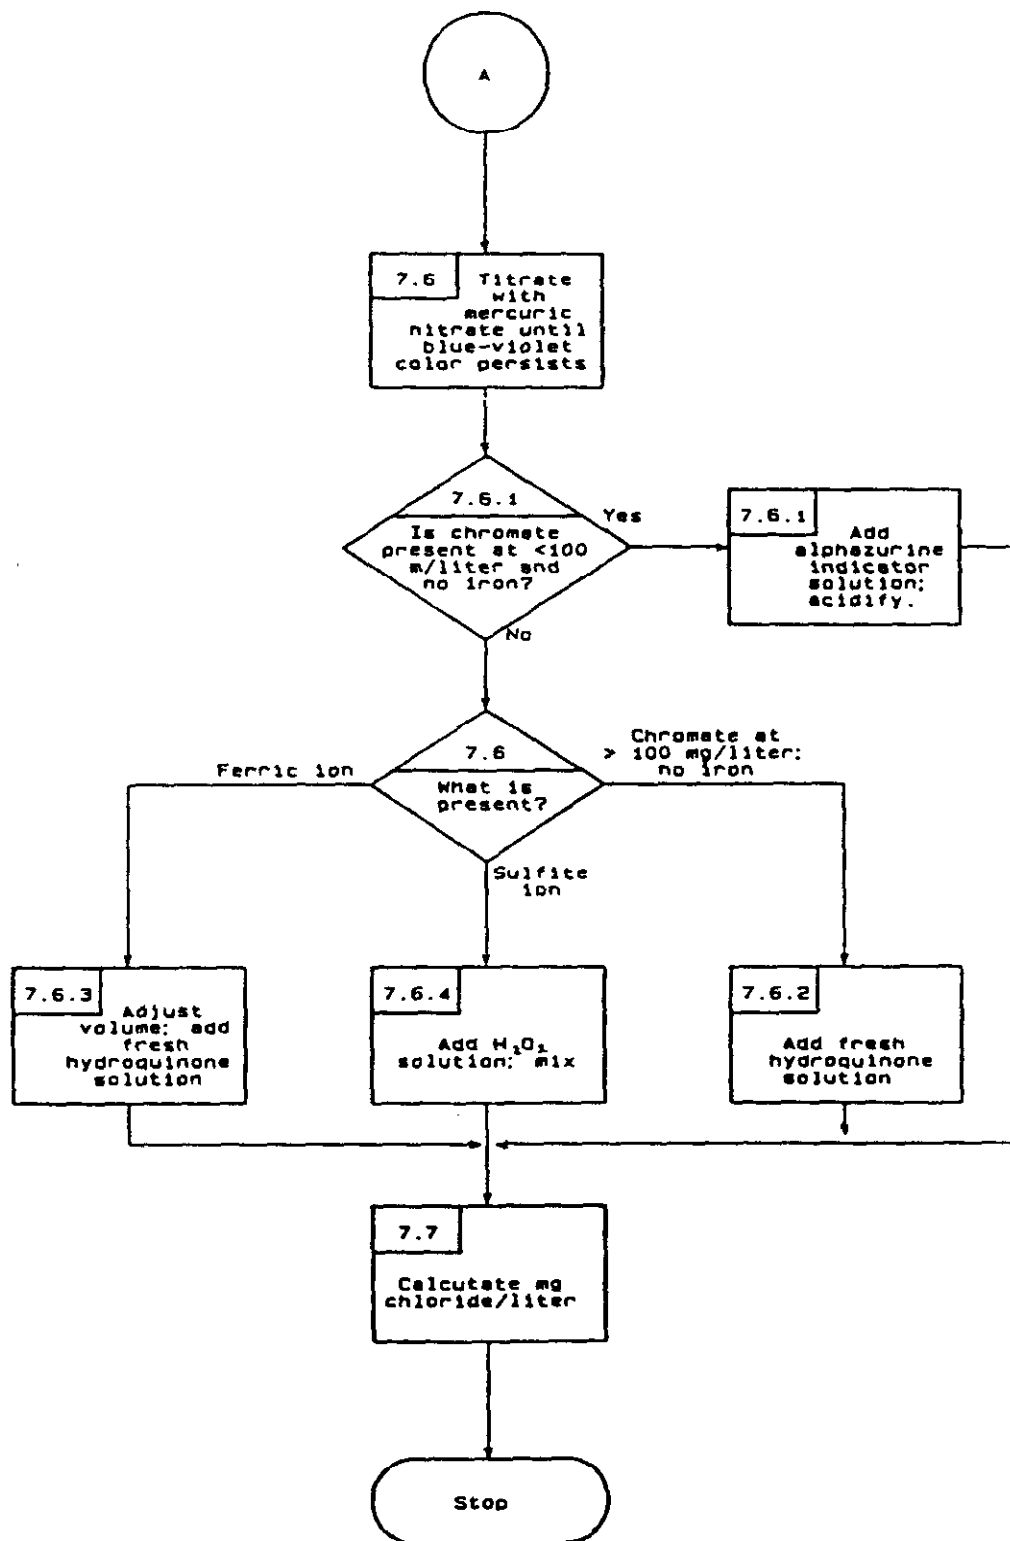 A
7.6 Titrate
with
mercuric
nitrate until
blue-violet
color persists
7.6.1
Is chromate
present at <100
m/liter and
no iron?
Yes
7.6.1
Add
alphazurine
indicator
solution;
acidify.
No
7.6
What is
present?
Ferric ion
Chromate at
> 100 mg/liter;
no iron
Sulfite
ion
7.6.3
Adjust
volume; add
fresh
hydroquinone
solution
7.6.4
Add H₂O₂
solution; mix
7.6.2
Add fresh
hydroquinone
solution
7.7
Calcutate mg
chloride/liter
Stop